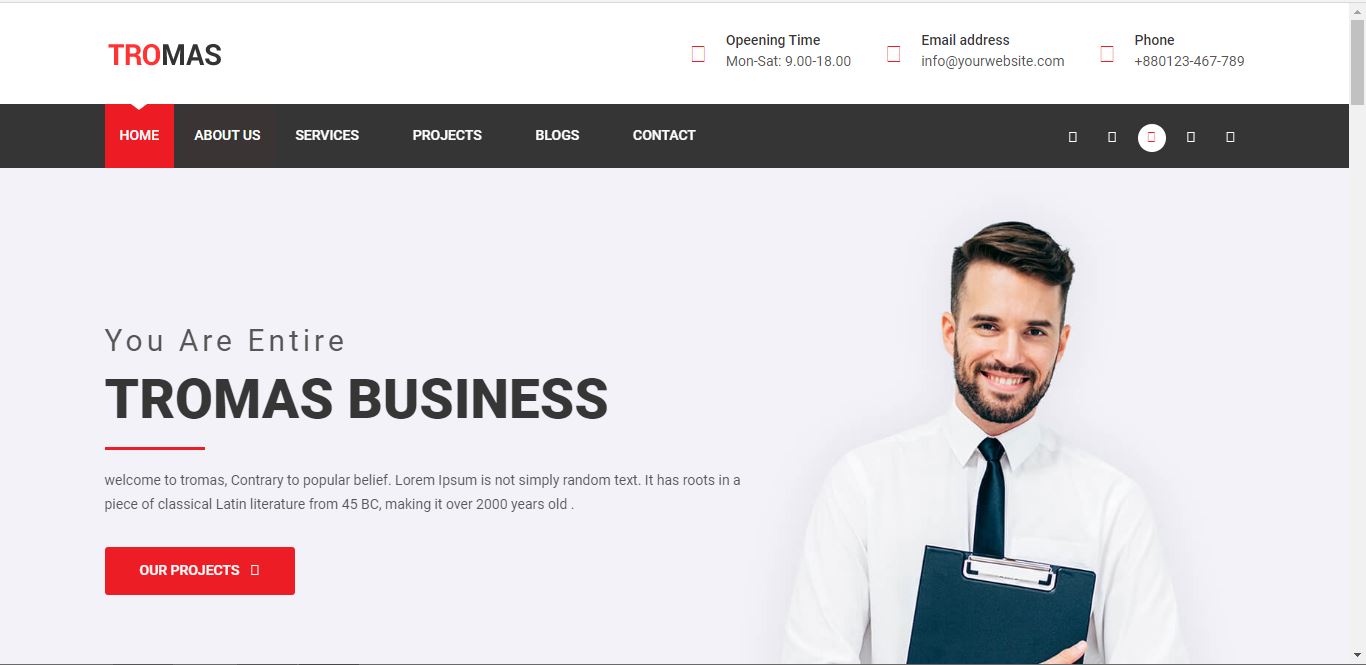 TROMAS
Opeening Time
Mon-Sat: 9.00-18.00
Email address
info@yourwebsite.com
Phone
+880123-467-789
HOME ABOUT US SERVICES PROJECTS BLOGS CONTACT
You Are Entire
TROMAS BUSINESS
welcome to tromas, Contrary to popular belief. Lorem Ipsum is not simply random text. It has roots in a
piece of classical Latin literature from 45 BC, making it over 2000 years old .
OUR PROJECTS